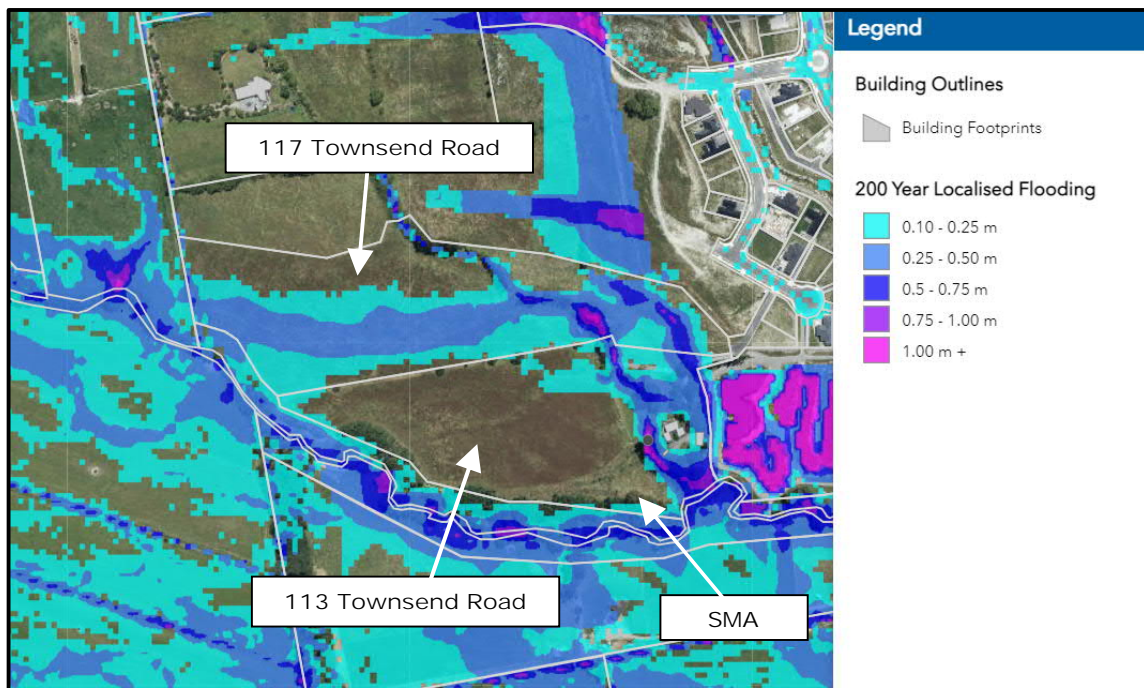 117 Townsend Road
113 Townsend Road
SMA
Legend
Building Outlines
Building Footprints
200 Year Localised Flooding
0.10 - 0.25 m
0.25 - 0.50 m
0.5 - 0.75 m
0.75 - 1.00 m
1.00 m +